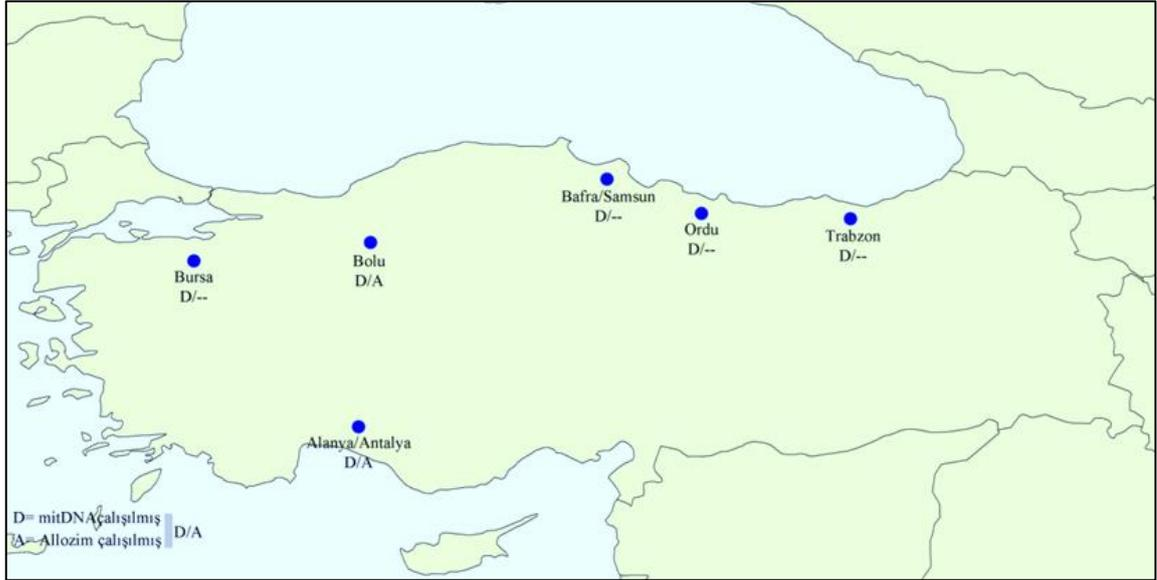 Bafra/Samsun
D/--
Ordu
D/--
Trabzon
D/--
Bolu
D/A
Bursa
D/--
Alanya/Antalya
D/A
D= mitDNAçalışılmış
A= Allozim çalışılmış
D/A